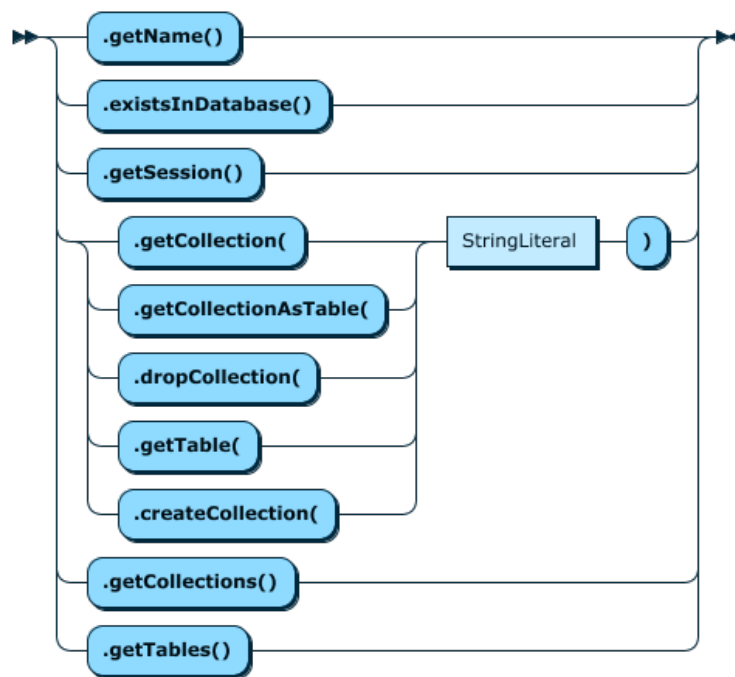 .getName()
.existsInDatabase()
.getSession()
.getCollection( StringLiteral )
.getCollectionAsTable(
.dropCollection(
.getTable(
.createCollection(
.getCollections()
.getTables()